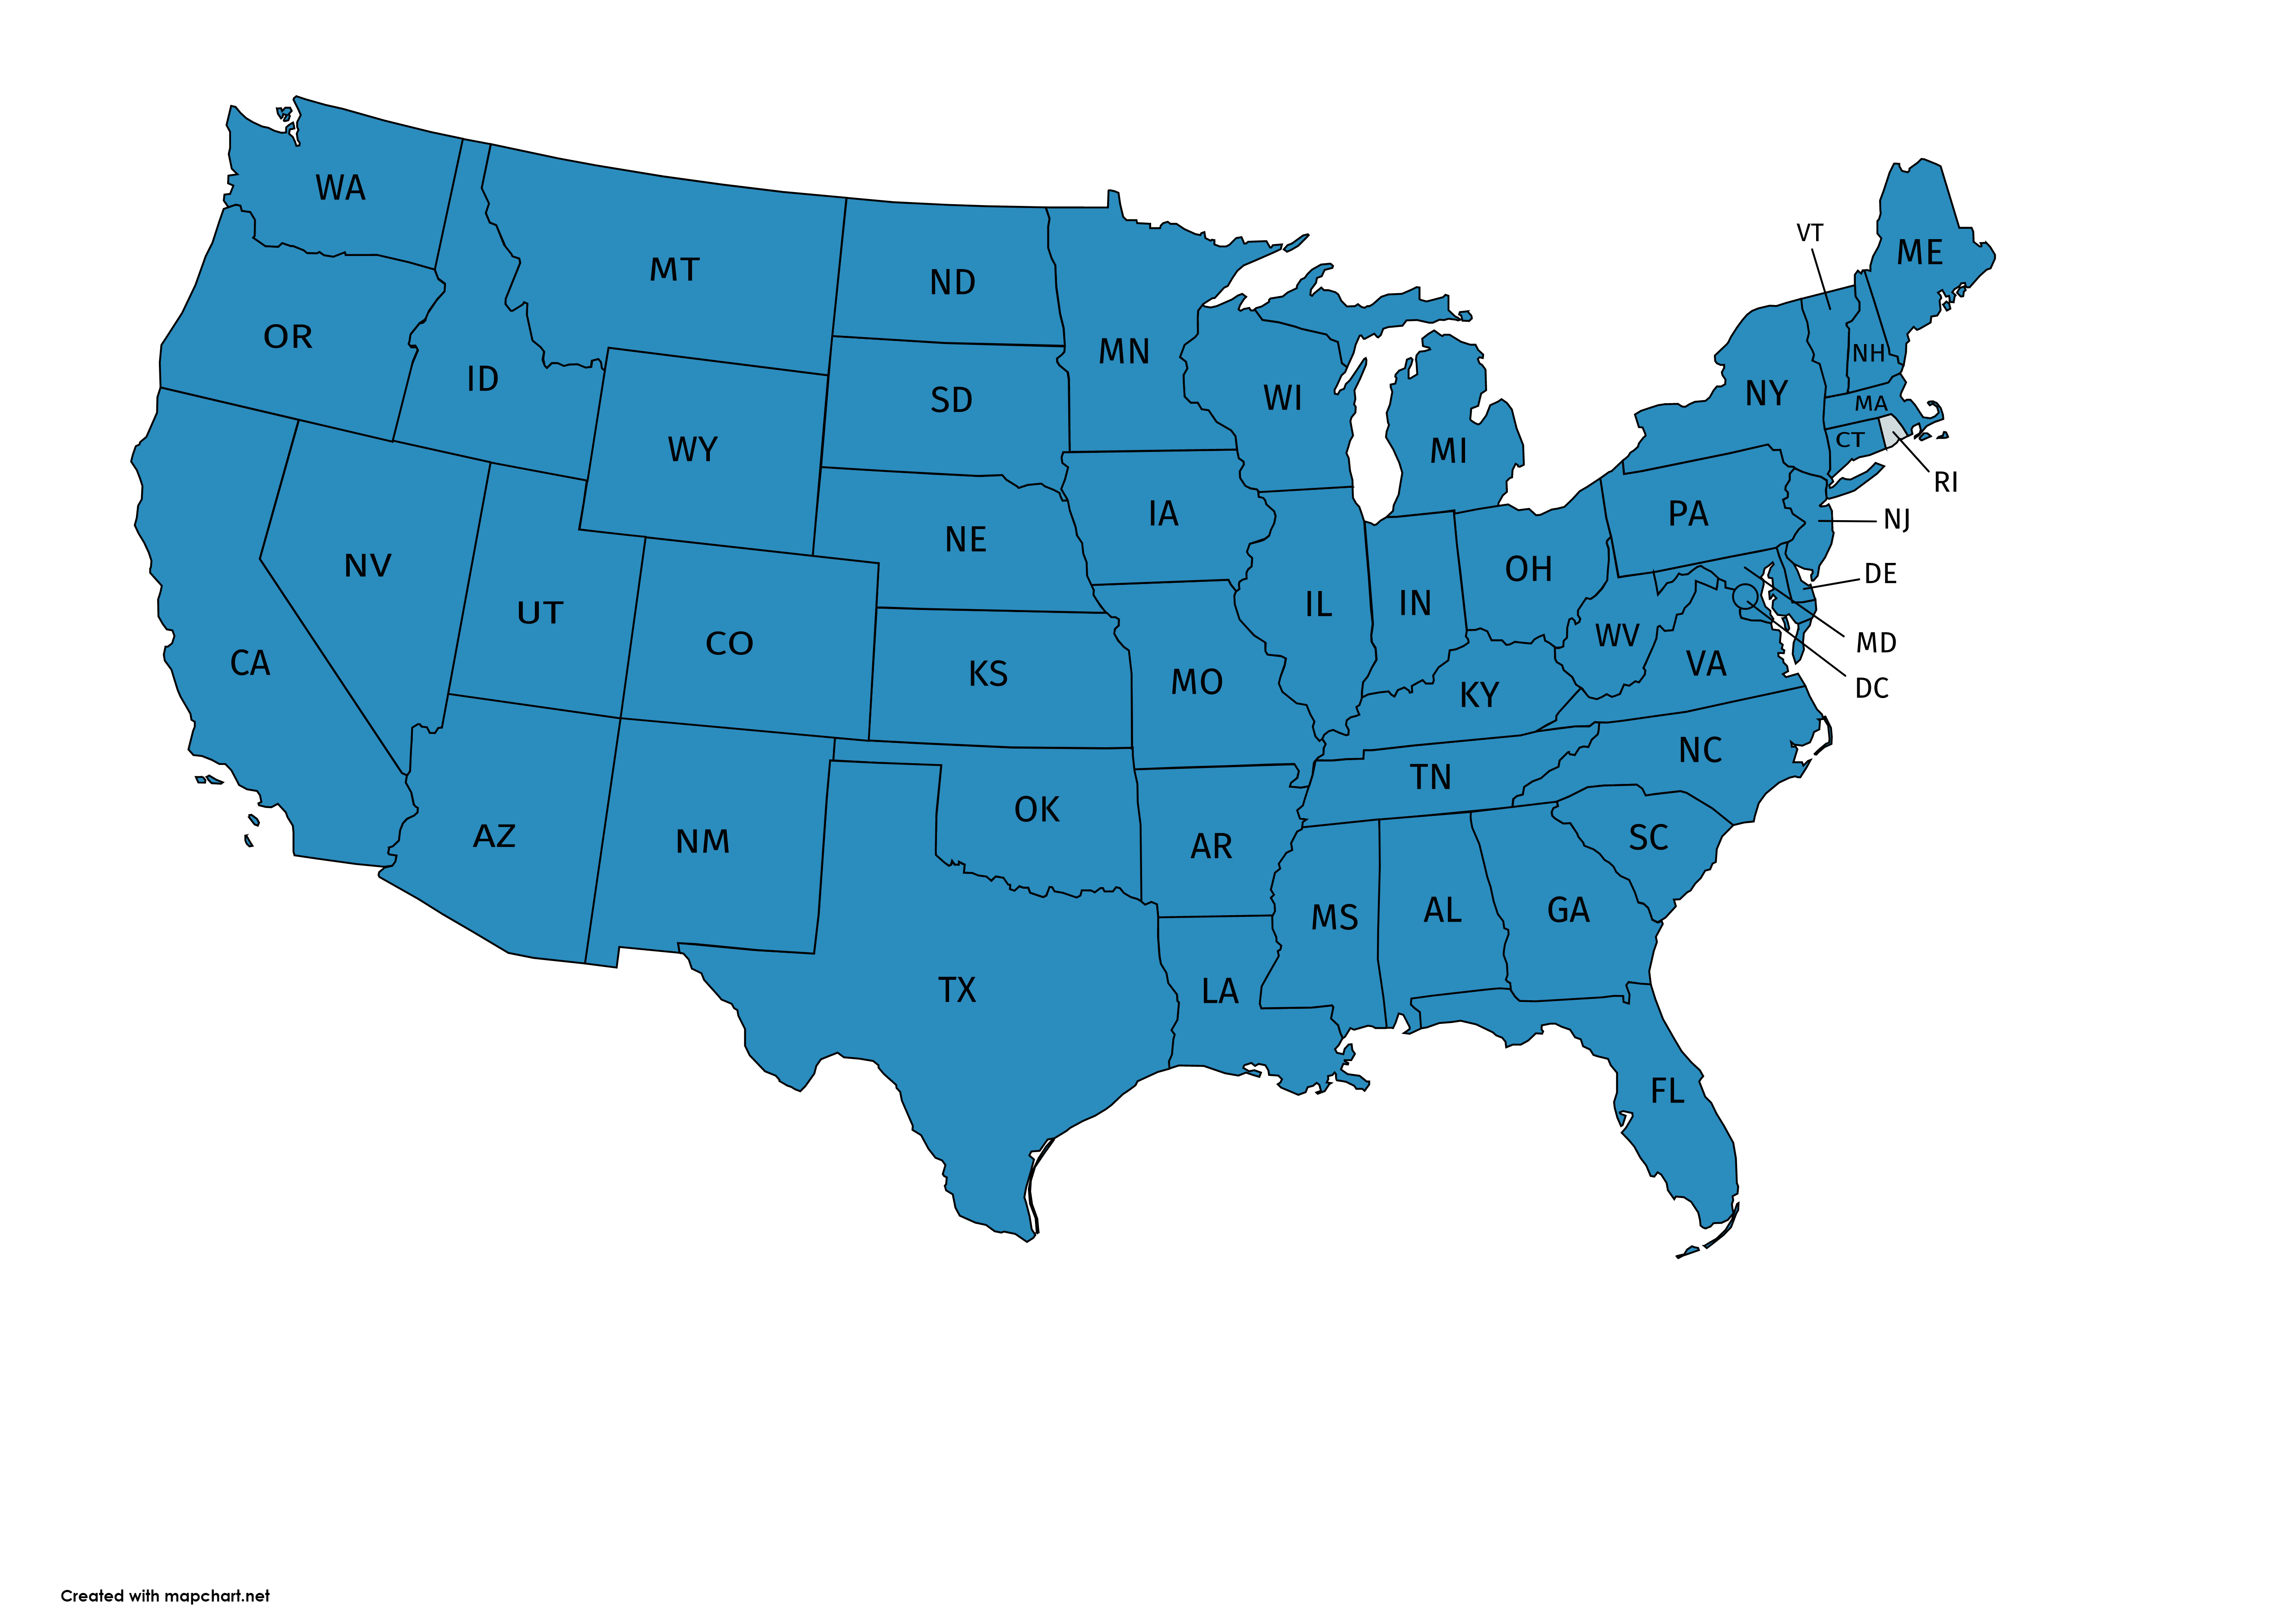 WA
MT
ND
MN
VT
ME
OR
ID
SD
WI
NH
NY
MA
WY
MI
CT
RI
IA
PA
NJ
NE
NV
OH
DE
UT
IL
IN
CO
WV
MD
CA
KS
VA
MO
KY
DC
NC
TN
OK
AZ
NM
AR
SC
MS
AL
GA
TX
LA
FL
Created with mapchart.net